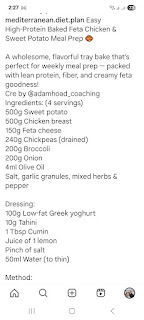 2:27
mediterranean.diet.plan Easy
High-Protein Baked Feta Chicken &
Sweet Potato Meal Prep
A wholesome, flavorful tray bake that's
perfect for weekly meal prep — packed
with lean protein, fiber, and creamy feta
goodness!
Cre by @adamhood_coaching
Ingredients: (4 servings)
500g Sweet potato
500g Chicken breast
150g Feta cheese
240g Chickpeas (drained)
200g Broccoli
200g Onion
4ml Olive Oil
Salt, garlic granules, mixed herbs &
pepper
Dressing:
100g Low-fat Greek yoghurt
10g Tahini
1 Tbsp Cumin
Juice of 1 lemon
Pinch of salt
50ml Water (to thin)
Method: